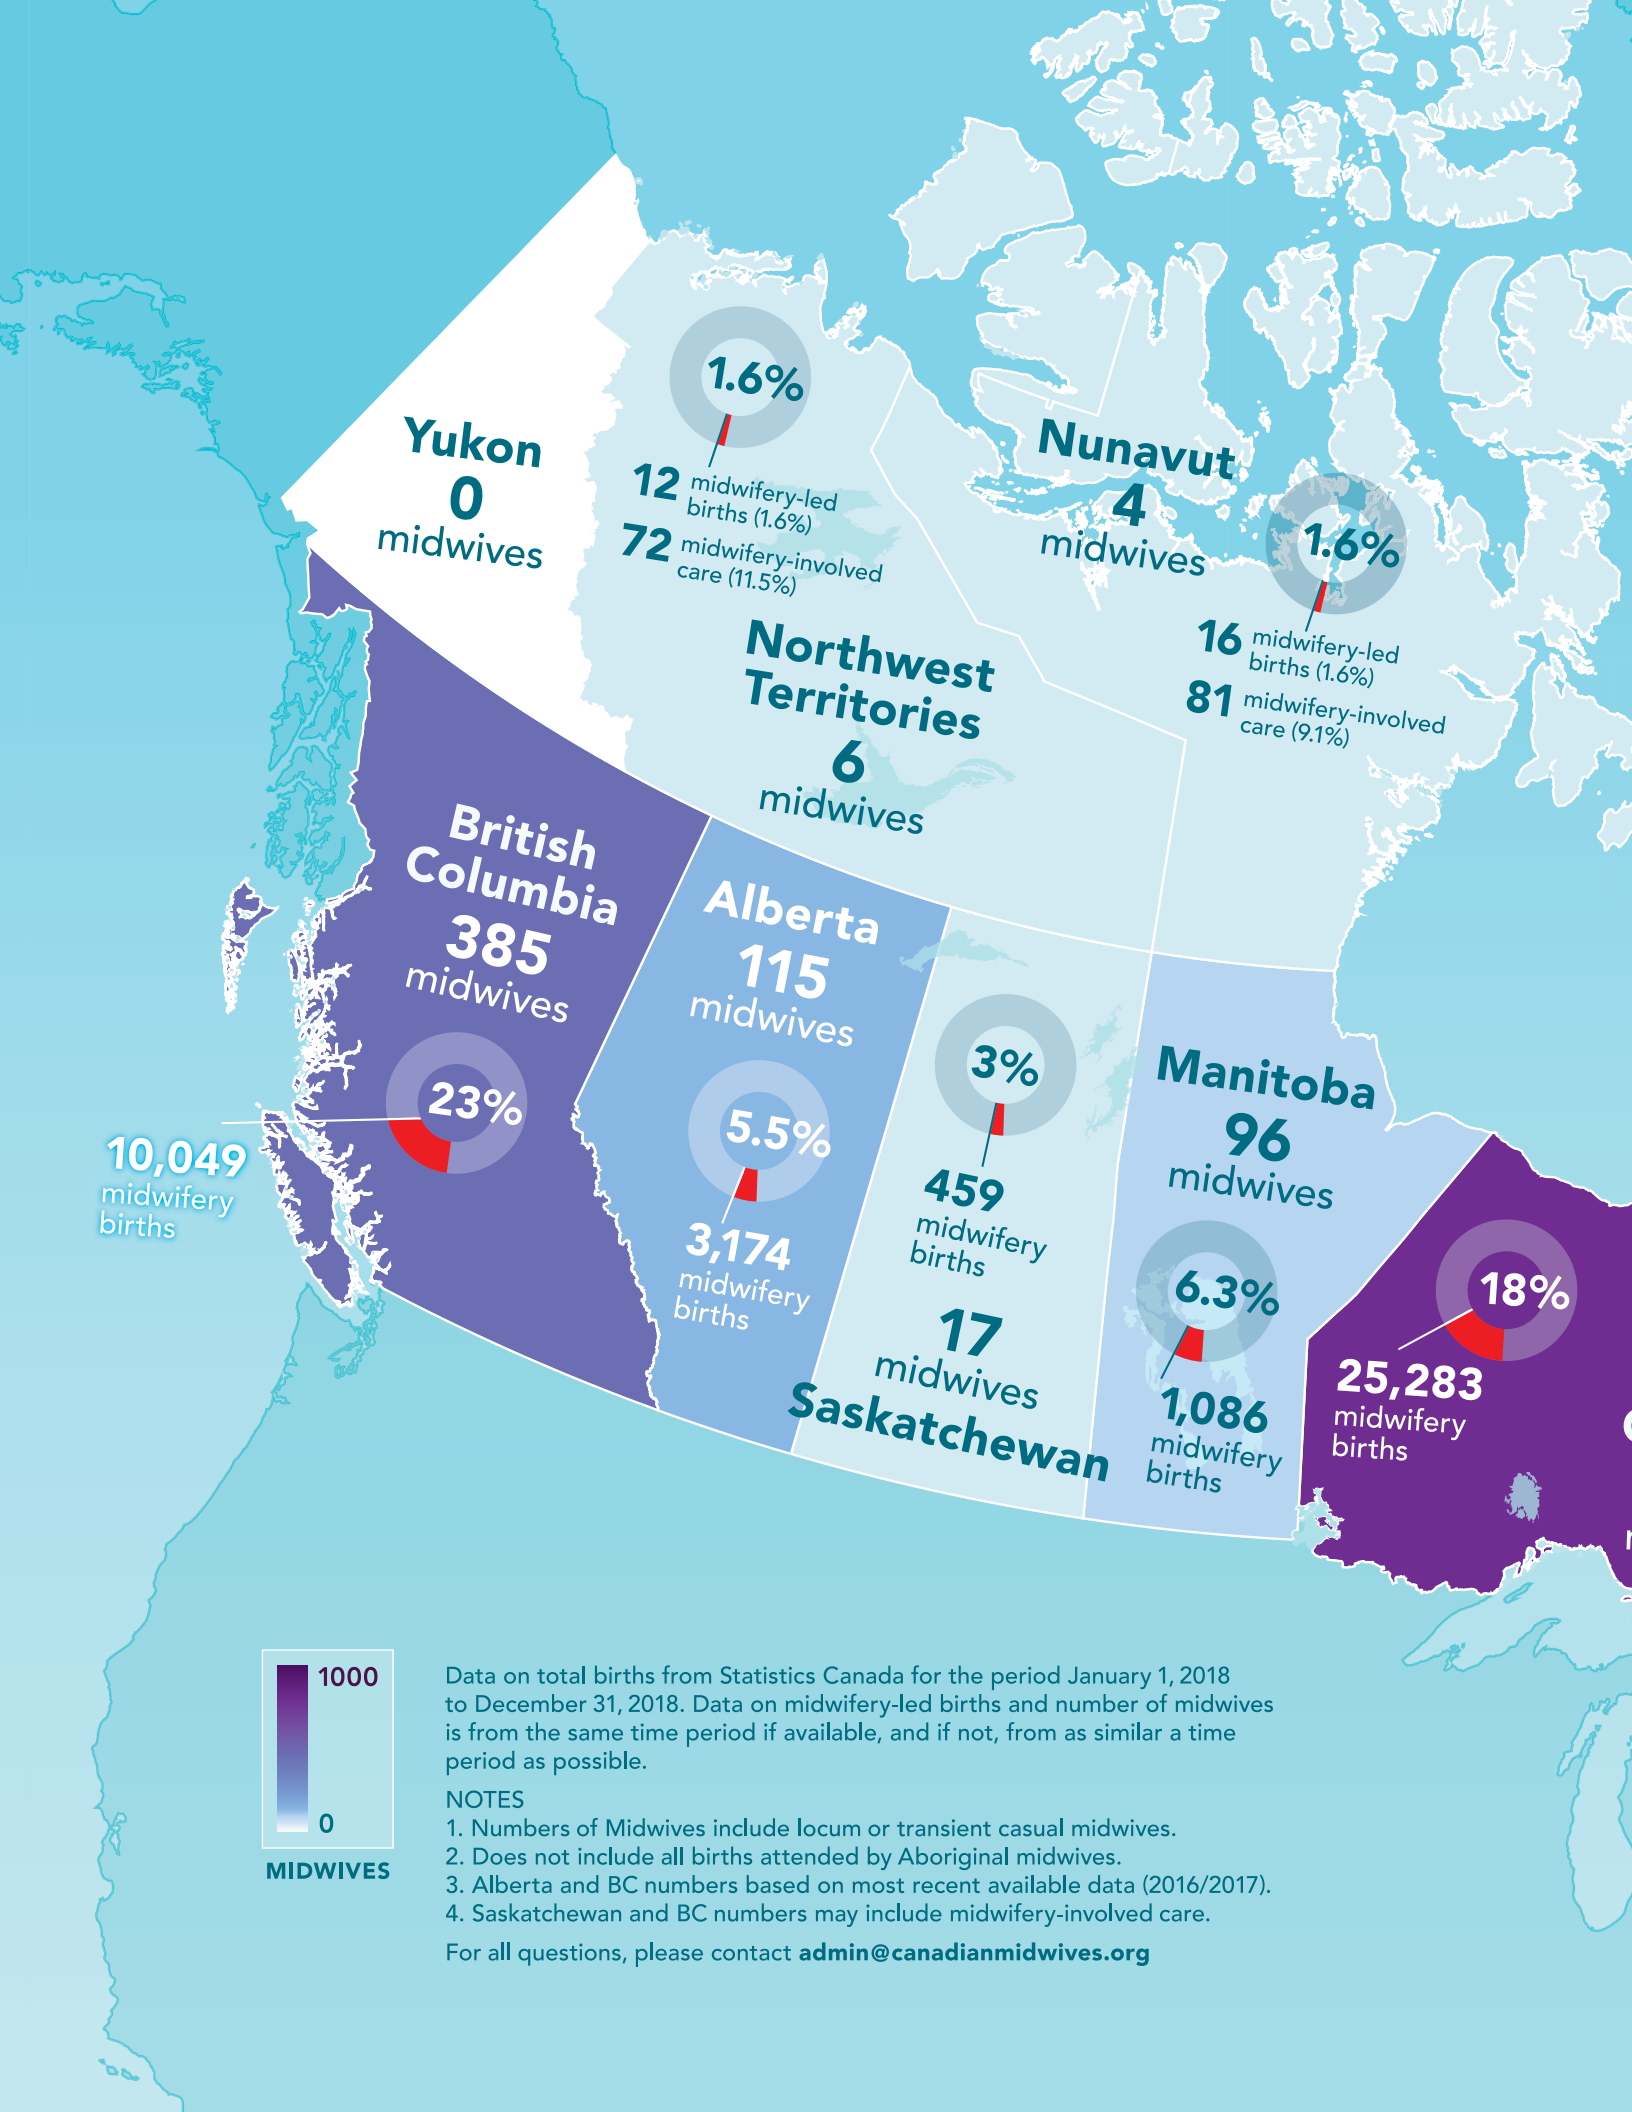 Yukon
0
midwives
1.6%
12 midwifery-led
births (1.6%)
72 midwifery-involved
care (11.5%)
Northwest
Territories
6
midwives
Nunavut
4
midwives
1.6%
16 midwifery-led
births (1.6%)
81 midwifery-involved
care (9.1%)
British
Columbia
385
midwives
23%
10,049
midwifery
births
Alberta
115
midwives
5.5%
3,174
midwifery
births
3%
459
midwifery
births
17
midwives
Saskatchewan
Manitoba
96
midwives
6.3%
1,086
midwifery
births
18%
25,283
midwifery
births
1000
0
MIDWIVES
Data on total births from Statistics Canada for the period January 1, 2018
to December 31, 2018. Data on midwifery-led births and number of midwives
is from the same time period if available, and if not, from as similar a time
period as possible.
NOTES
1. Numbers of Midwives include locum or transient casual midwives.
2. Does not include all births attended by Aboriginal midwives.
3. Alberta and BC numbers based on most recent available data (2016/2017).
4. Saskatchewan and BC numbers may include midwifery-involved care.
For all questions, please contact admin@canadianmidwives.org